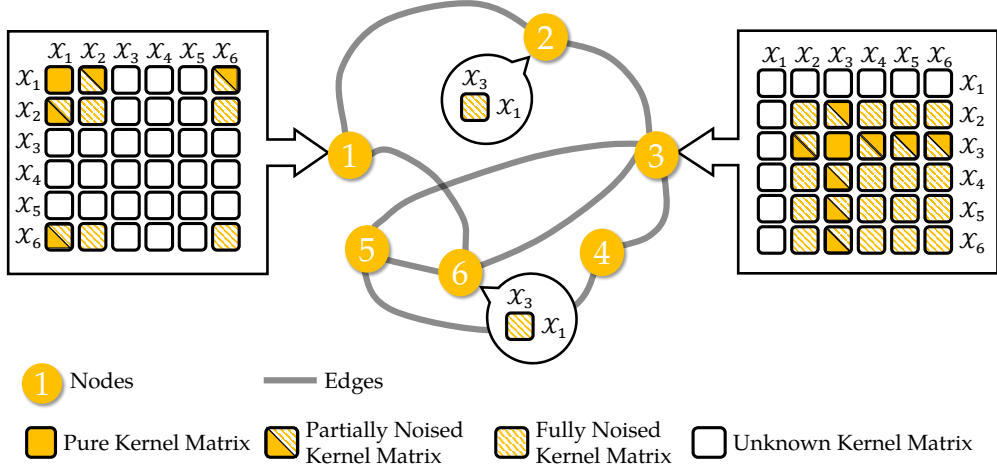 𝒳₁ 𝒳₂ 𝒳₃ 𝒳₄ 𝒳₅ 𝒳₆
𝒳₁
𝒳₂
𝒳₃
𝒳₄
𝒳₅
𝒳₆
2
𝒳₃
𝒳₁
1
3
5
6
4
𝒳₃
𝒳₁
𝒳₁ 𝒳₂ 𝒳₃ 𝒳₄ 𝒳₅ 𝒳₆
𝒳₁
𝒳₂
𝒳₃
𝒳₄
𝒳₅
𝒳₆
1 Nodes
Edges
Pure Kernel Matrix
Partially Noised
Kernel Matrix
Fully Noised
Kernel Matrix
Unknown Kernel Matrix